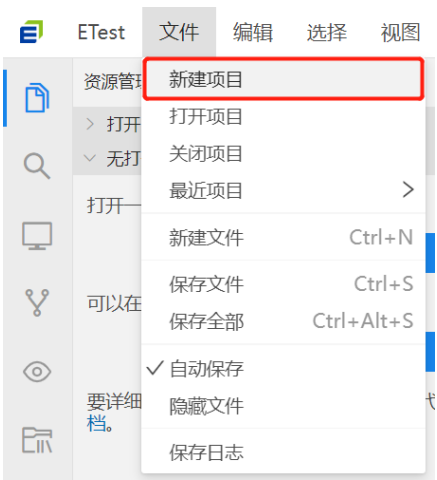 ETest 文件 编辑 选择 视图
资源管
新建项目
打开
打开项目
无打
关闭项目
最近项目
打开一
新建文件 Ctrl+N
保存文件 Ctrl+S
可以在
保存全部 Ctrl+Alt+S
自动保存
要详细
隐藏文件
档。
保存日志